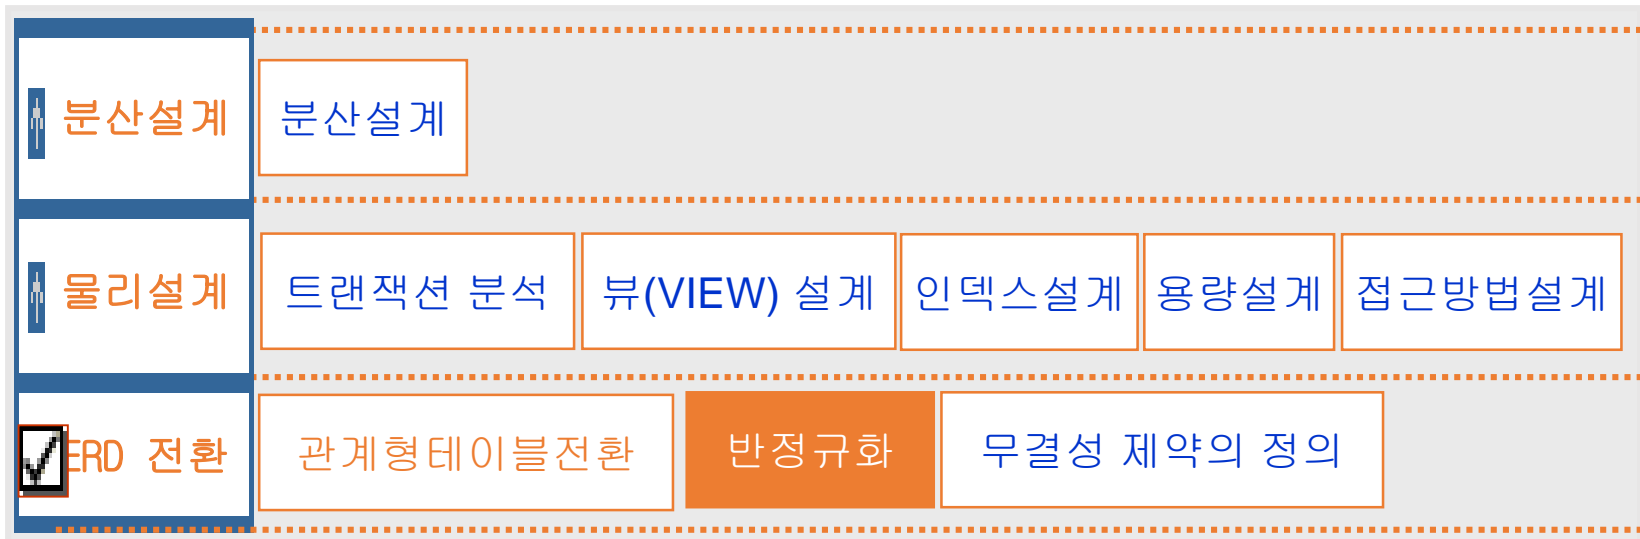 분산설계
분산설계
물리설계
트랜잭션 분석
뷰(VIEW) 설계
인덱스설계
용량설계
접근방법설계
ERD 전환
관계형테이블전환
반정규화
무결성 제약의 정의